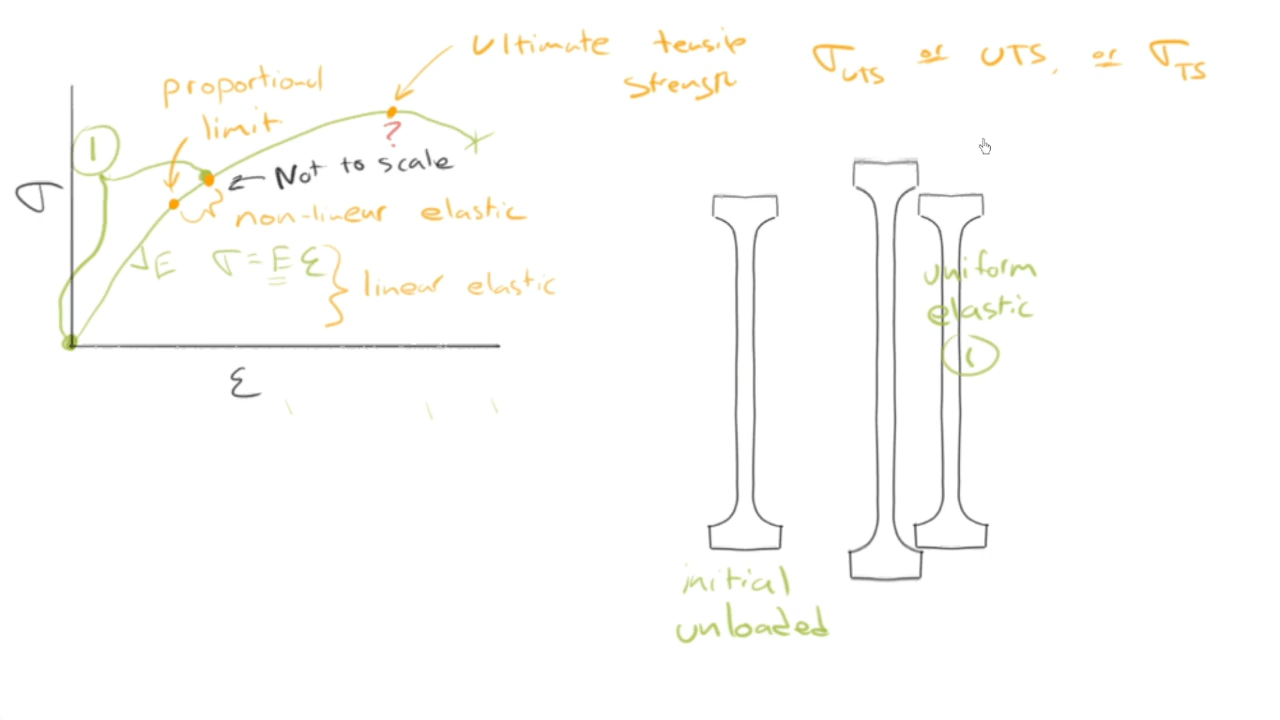 Ultimate tensile strength
σUTS or UTS, or σTS
proportional limit
1
?
← Not to scale
σ
non-linear elastic
E σ = E ε } linear elastic
ε
uniform elastic
1
initial unloaded